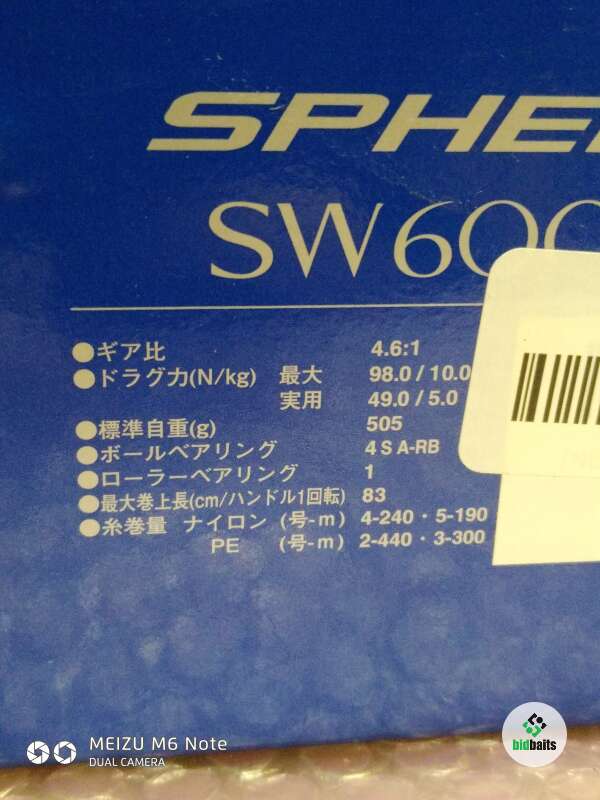 SPHE
SW600
●ギア比 4.6:1
●ドラグ力(N/kg) 最大 98.0 / 10.0
実用 49.0 / 5.0
●標準自重(g) 505
●ボールベアリング 4 S A-RB
●ローラーベアリング 1
●最大巻上長(cm/ハンドル1回転) 83
●糸巻量 ナイロン (号-m) 4-240・5-190
PE (号-m) 2-440・3-300
MEIZU M6 Note
DUAL CAMERA
bidbaits